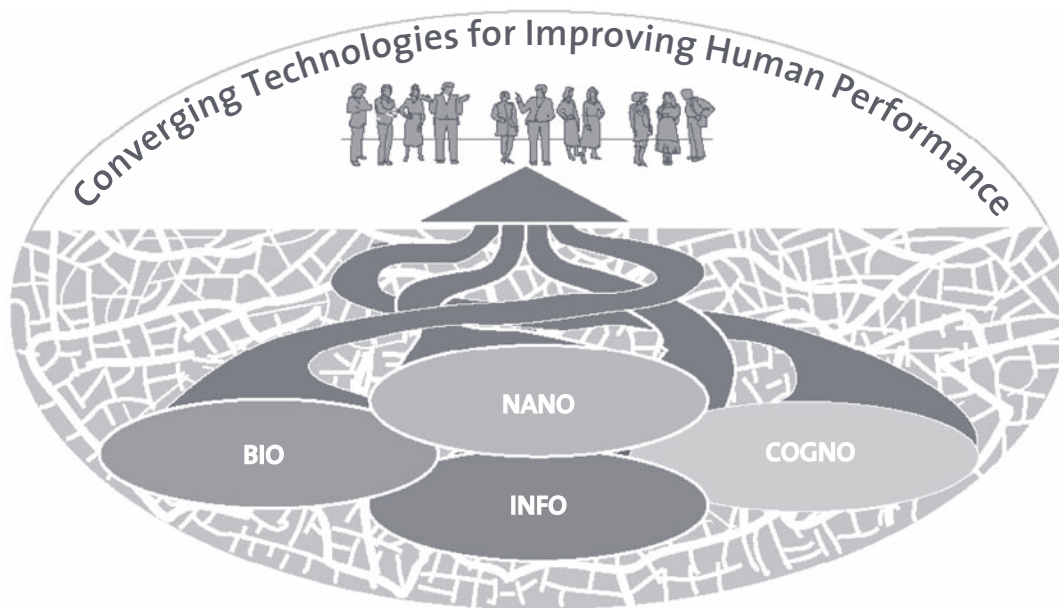 Converging Technologies for Improving Human Performance
NANO
BIO
COGNO
INFO